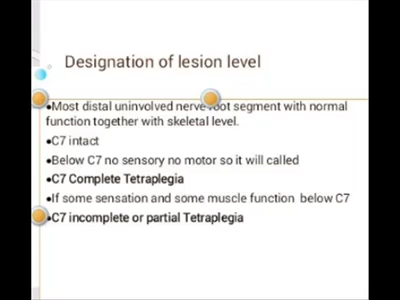 Designation of lesion level
•Most distal uninvolved nerve root segment with normal
function together with skeletal level.
•C7 intact
•Below C7 no sensory no motor so it will called
•C7 Complete Tetraplegia
•If some sensation and some muscle function below C7
•C7 incomplete or partial Tetraplegia